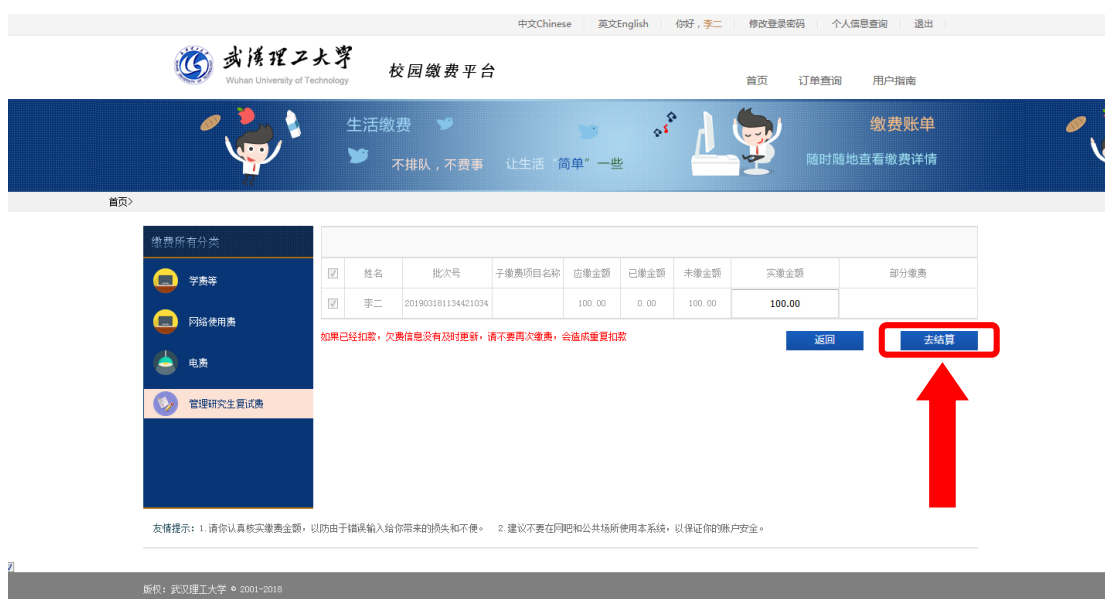 中文Chinese 英文English 你好，李二 修改登录密码 个人信息查询 退出
武汉理工大学
Wuhan University of Technology
校园缴费平台
首页 订单查询 用户指南
生活缴费
不排队，不费事 让生活“简单”一些
缴费账单
随时随地查看缴费详情
首页>
缴费所有分类
学费等
网络使用费
电费
管理研究生复试费
姓名 批次号 子缴费项目名称 应缴金额 已缴金额 未缴金额 实缴金额 部分缴费
李二 201903181134421034 100.00 0.00 100.00 100.00
如果已经扣款，欠费信息没有及时更新，请不要再次缴费，会造成重复扣款
返回 去结算
友情提示：1.请你认真核实缴费金额，以防由于错误输入给你带来的损失和不便。 2.建议不要在网吧和公共场所使用本系统，以保证你的账户安全。
版权：武汉理工大学 © 2001-2018